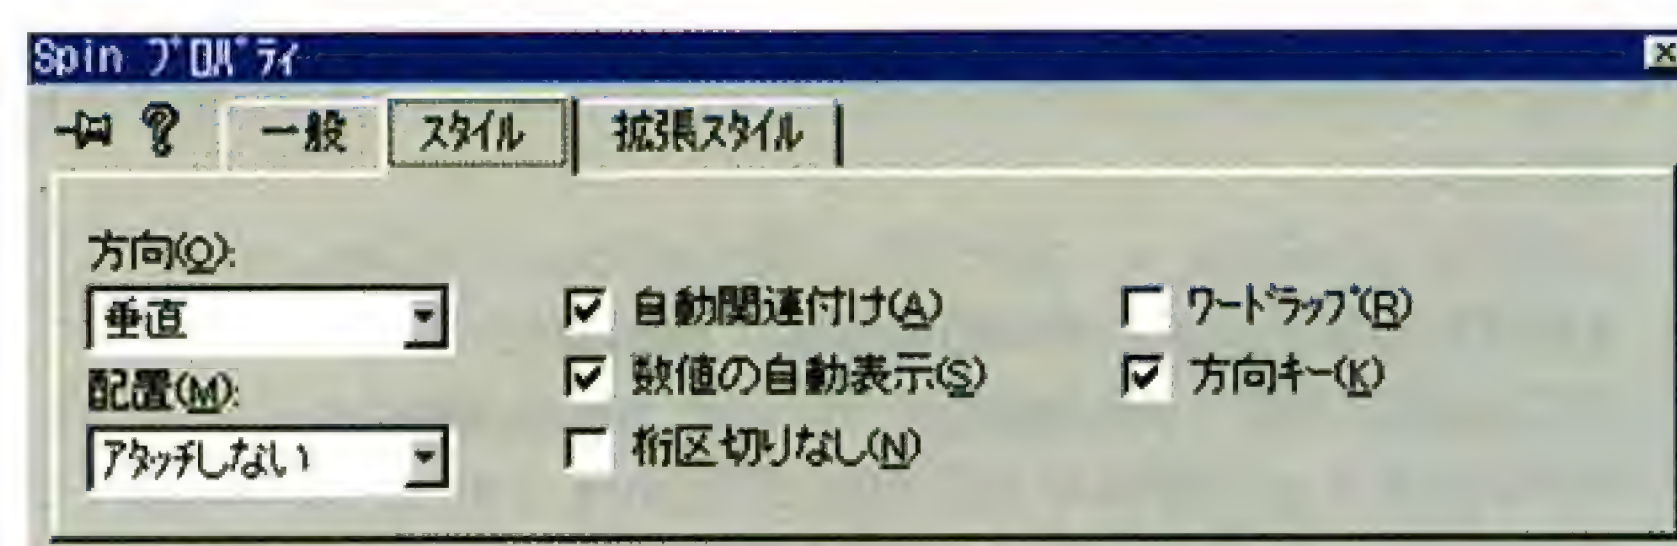 Spin プロパティ
一般 スタイル 拡張スタイル
方向(O):
垂直
配置(M):
アタッチしない
自動関連付け(A)
数値の自動表示(S)
桁区切りなし(N)
ワードラップ(R)
方向キー(K)